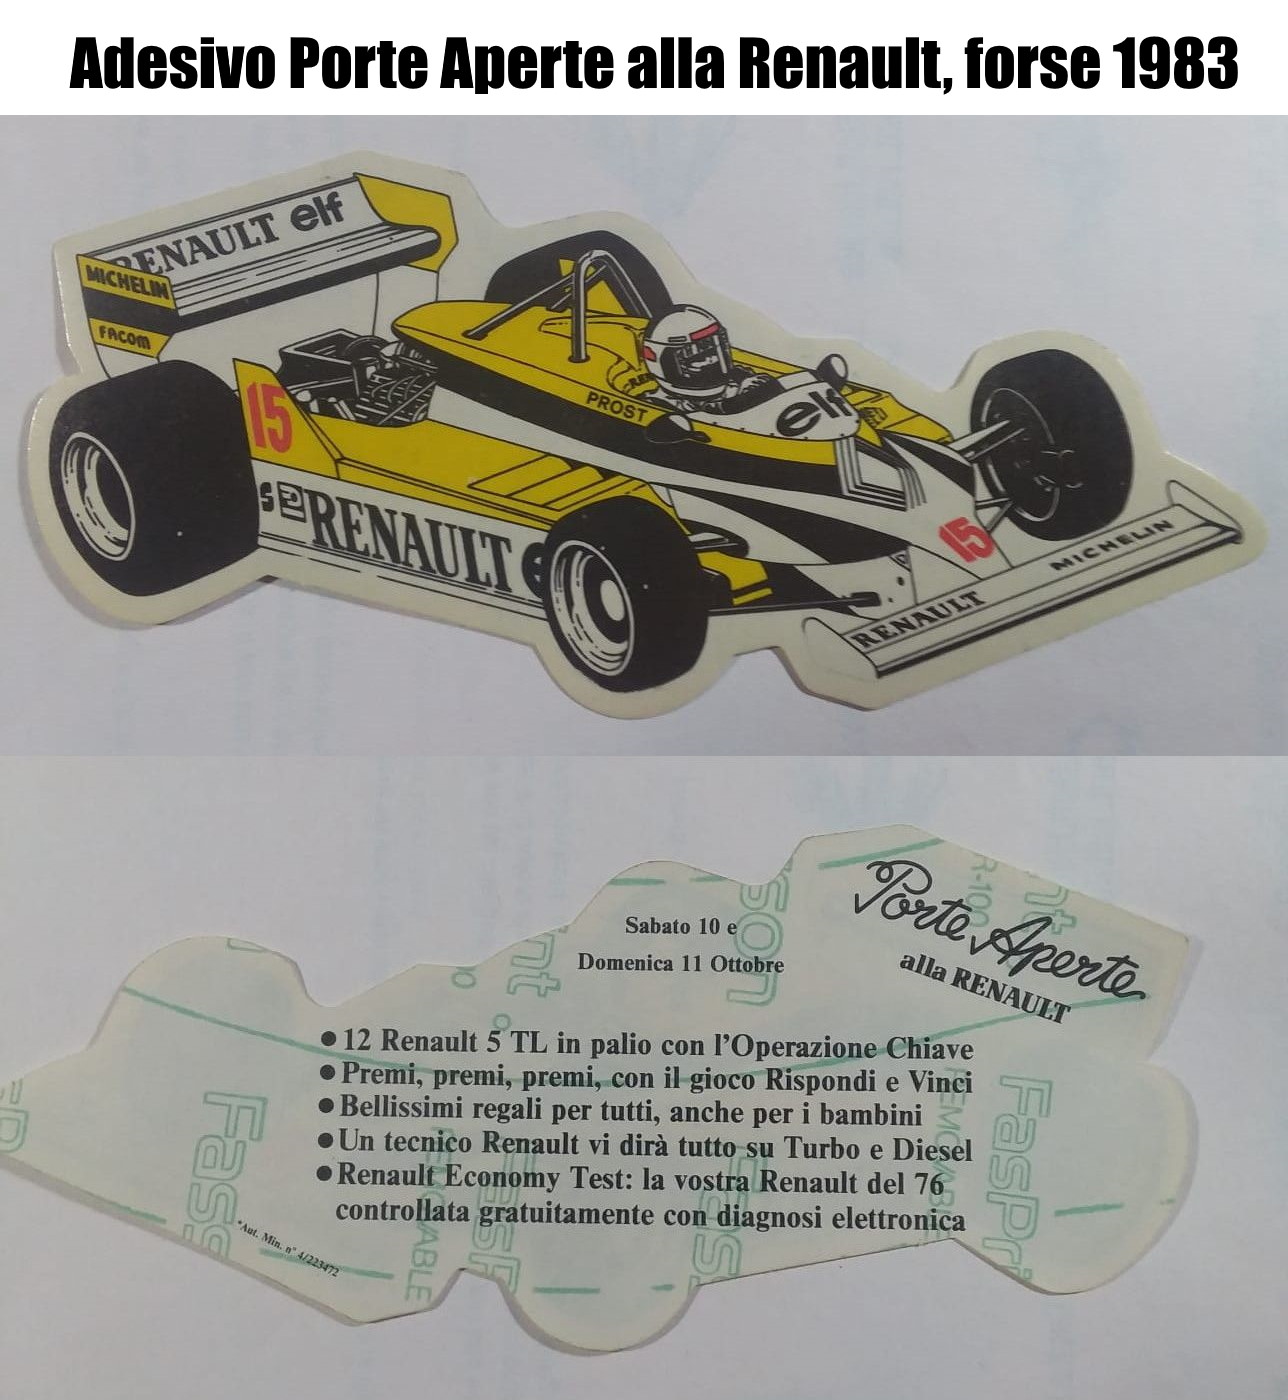 Adesivo Porte Aperte alla Renault, forse 1983
RENAULT elf
MICHELIN
FACOM
15
PROST
elf
RENAULT
15
MICHELIN
RENAULT
Porte Aperte
alla RENAULT
Sabato 10 e
Domenica 11 Ottobre
● 12 Renault 5 TL in palio con l'Operazione Chiave
● Premi, premi, premi, con il gioco Rispondi e Vinci
● Bellissimi regali per tutti, anche per i bambini
● Un tecnico Renault vi dirà tutto su Turbo e Diesel
● Renault Economy Test: la vostra Renault del 76
controllata gratuitamente con diagnosi elettronica
*Aut. Min. n° 4/223472